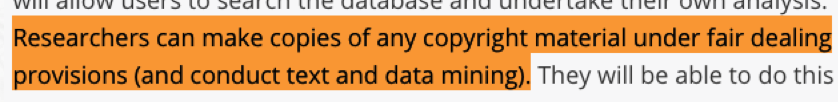 will allow users to search the database and undertake their own analysis.
Researchers can make copies of any copyright material under fair dealing
provisions (and conduct text and data mining). They will be able to do this